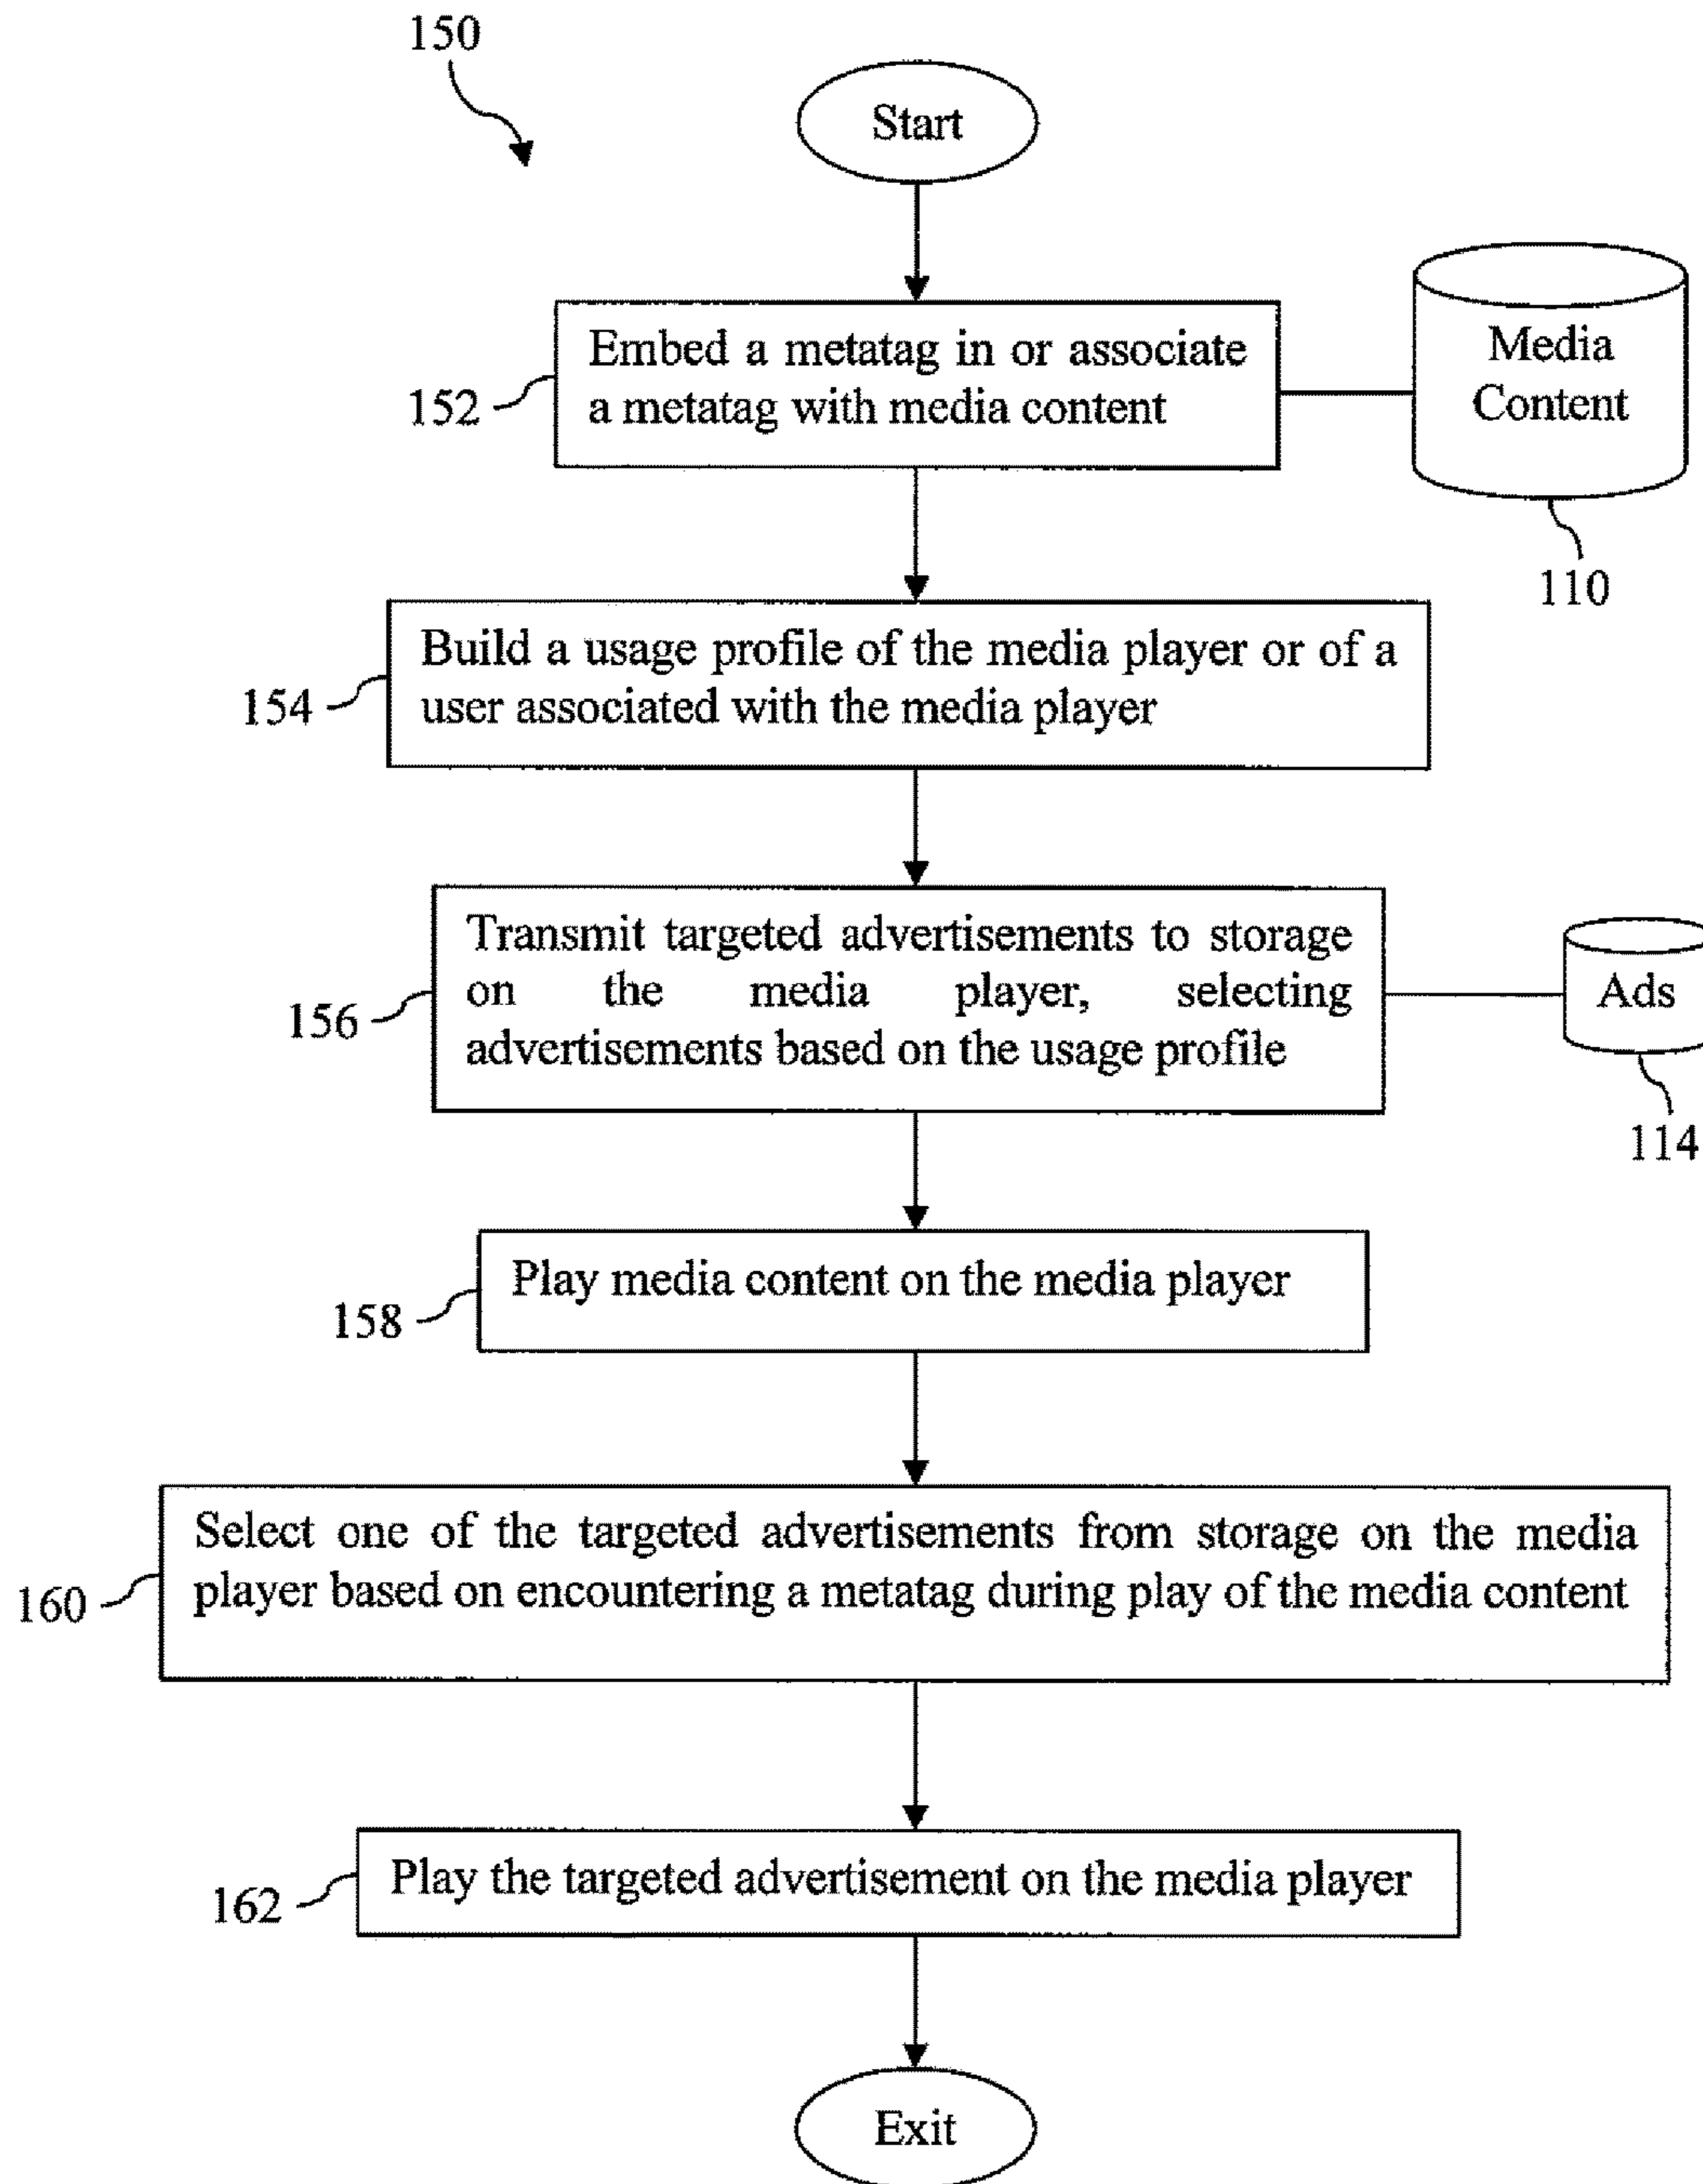 150
Start
Embed a metatag in or associate
a metatag with media content
152
Media
Content
110
Build a usage profile of the media player or of a
user associated with the media player
154
Transmit targeted advertisements to storage
on the media player, selecting
advertisements based on the usage profile
156
Ads
114
Play media content on the media player
158
Select one of the targeted advertisements from storage on the media
player based on encountering a metatag during play of the media content
160
Play the targeted advertisement on the media player
162
Exit